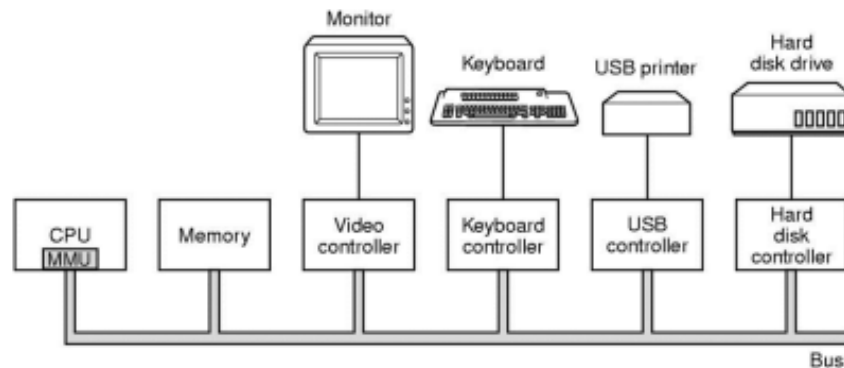 Monitor
Keyboard
USB printer
Hard
disk drive
CPU
MMU
Memory
Video
controller
Keyboard
controller
USB
controller
Hard
disk
controller
Bus